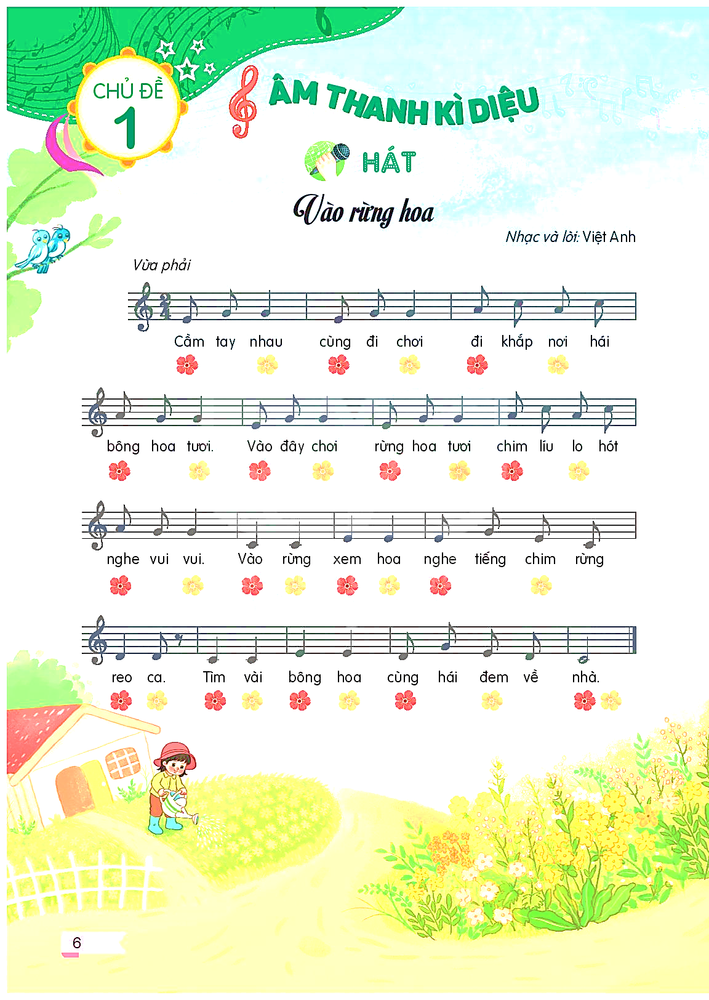 CHỦ ĐỀ
1
ÂM THANH KÌ DIỆU
HÁT
Vào rừng hoa
Nhạc và lời: Việt Anh
Vừa phải
2
4
Cầm tay nhau cùng đi chơi đi khắp nơi hái
bông hoa tươi. Vào đây chơi rừng hoa tươi chim líu lo hót
nghe vui vui. Vào rừng xem hoa nghe tiếng chim rừng
reo ca. Tìm vài bông hoa cùng hái đem về nhà.
6